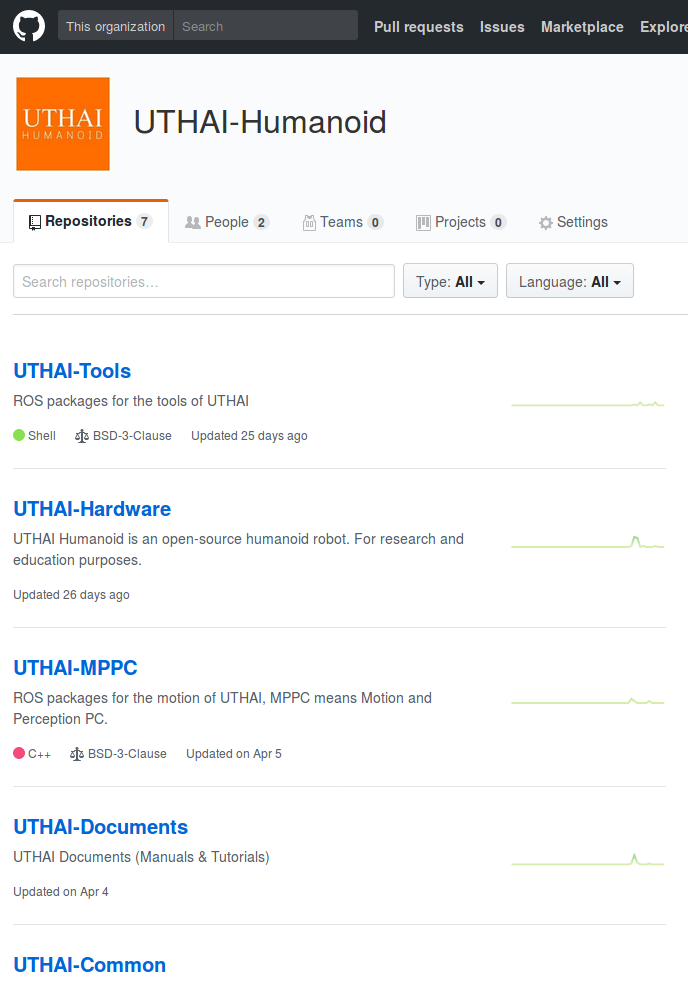 This organization Search Pull requests Issues Marketplace Explore
UTHAI
HUMANOID
UTHAI-Humanoid
Repositories 7 People 2 Teams 0 Projects 0 Settings
Search repositories… Type: All Language: All
UTHAI-Tools
ROS packages for the tools of UTHAI
Shell BSD-3-Clause Updated 25 days ago
UTHAI-Hardware
UTHAI Humanoid is an open-source humanoid robot. For research and
education purposes.
Updated 26 days ago
UTHAI-MPPC
ROS packages for the motion of UTHAI, MPPC means Motion and
Perception PC.
C++ BSD-3-Clause Updated on Apr 5
UTHAI-Documents
UTHAI Documents (Manuals & Tutorials)
Updated on Apr 4
UTHAI-Common